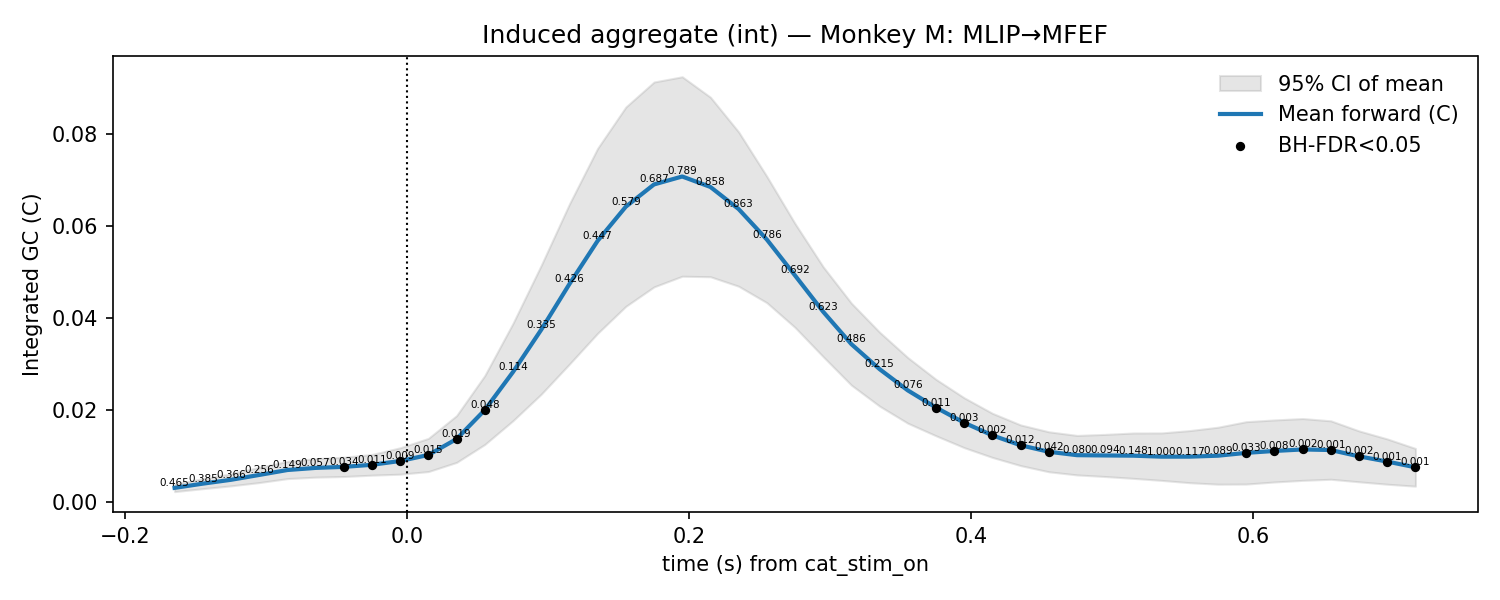 Induced aggregate (int) — Monkey M: MLIP→MFEF
Integrated GC (C)
0.08
0.06
0.04
0.02
0.00
95% CI of mean
Mean forward (C)
BH-FDR<0.05
0.465 0.385 0.366 0.256 0.149 0.057 0.034 0.011 0.009 0.015 0.019 0.048 0.114 0.335 0.426 0.447 0.579 0.687 0.789 0.858 0.863 0.786 0.692 0.623 0.486 0.215 0.076 0.011 0.003 0.002 0.012 0.042 0.080 0.094 0.148 1.000 0.117 0.089 0.033 0.008 0.002 0.001 0.002 0.001 0.001
−0.2 0.0 0.2 0.4 0.6
time (s) from cat_stim_on